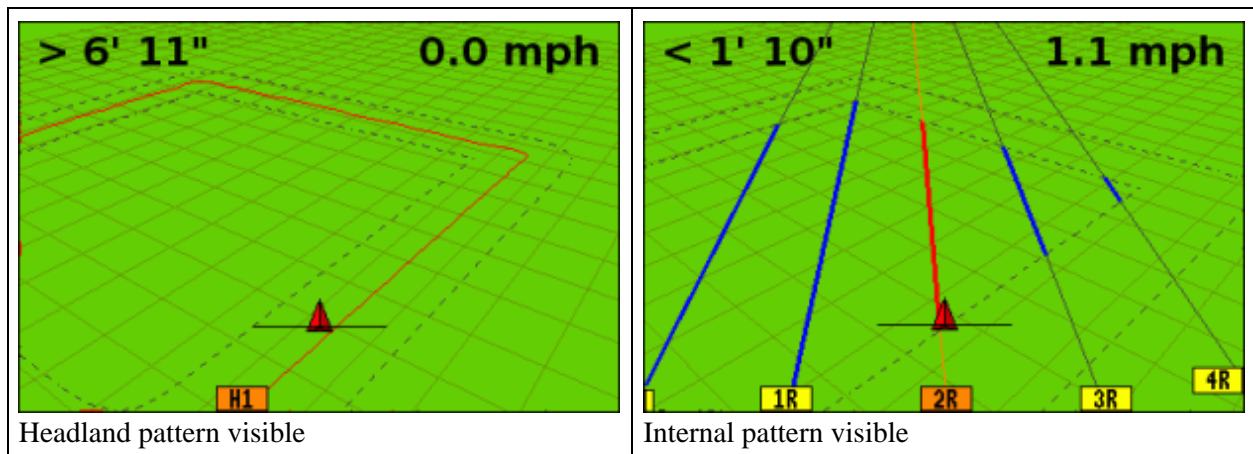 > 6' 11" 0.0 mph
H1
Headland pattern visible
< 1' 10" 1.1 mph
1R 2R 3R 4R
Internal pattern visible